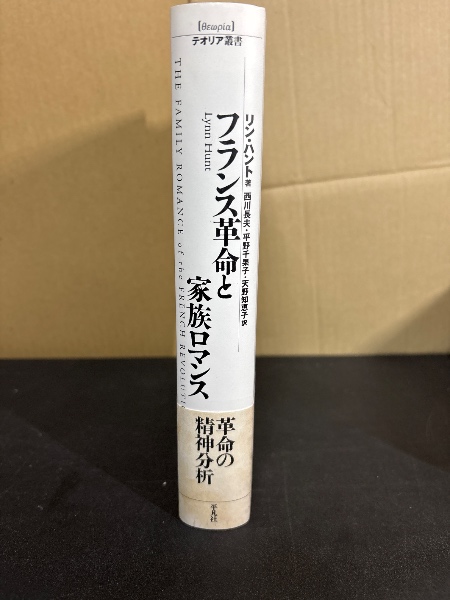 [θεωρία]
テオリア叢書
リン・ハント 著
西川長夫・平野千果子・天野知恵子 訳
フランス革命と
家族ロマンス
Lynn Hunt
THE FAMILY ROMANCE of the FRENCH REVOLUTIO
革命の
精神分析
平凡社